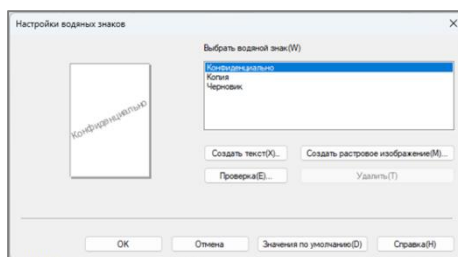 Настройки водяных знаков
Выбрать водяной знак(W)
Конфиденциально
Конфиденциально
Копия
Черновик
Создать текст(X)... Создать растровое изображение(M)...
Проверка(E)... Удалить(T)
OK Отмена Значения по умолчанию(D) Справка(H)